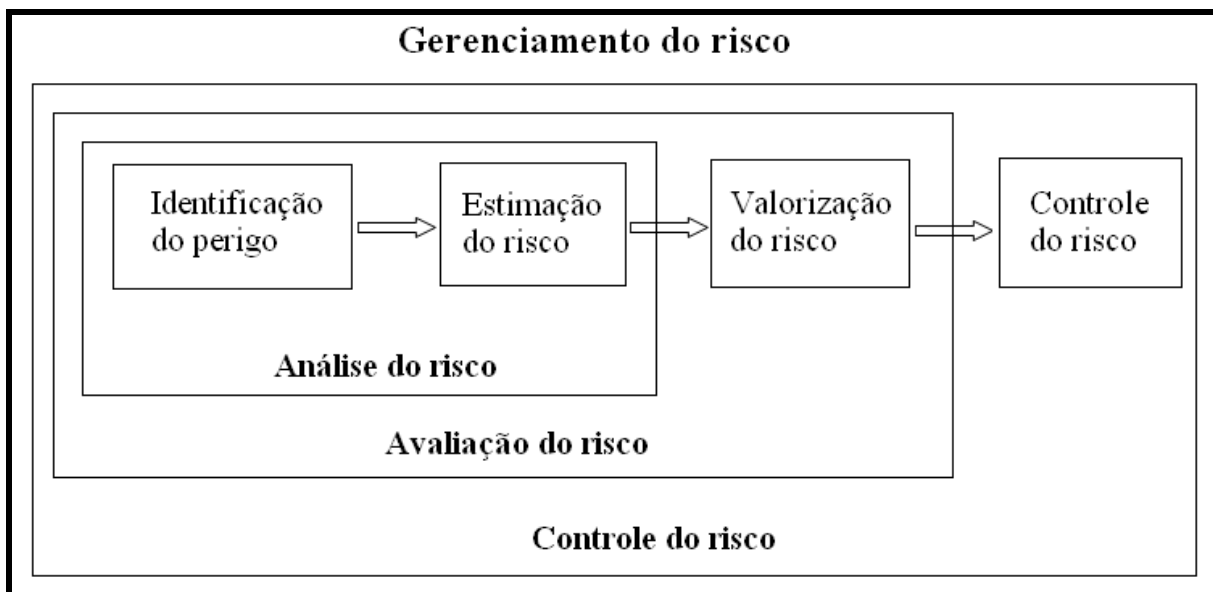 Gerenciamento do risco
Identificação
do perigo
Estimação
do risco
Valorização
do risco
Controle
do risco
Análise do risco
Avaliação do risco
Controle do risco